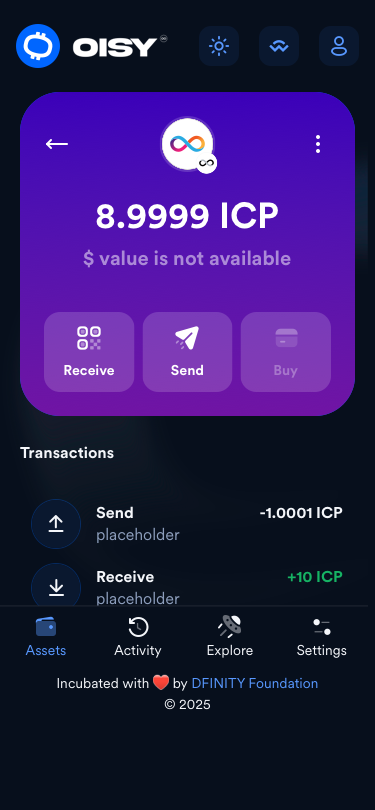 OISY
8.9999 ICP
$ value is not available
Receive
Send
Buy
Transactions
Send
-1.0001 ICP
placeholder
Receive
+10 ICP
placeholder
Assets
Activity
Explore
Settings
Incubated with ❤️ by DFINITY Foundation
© 2025